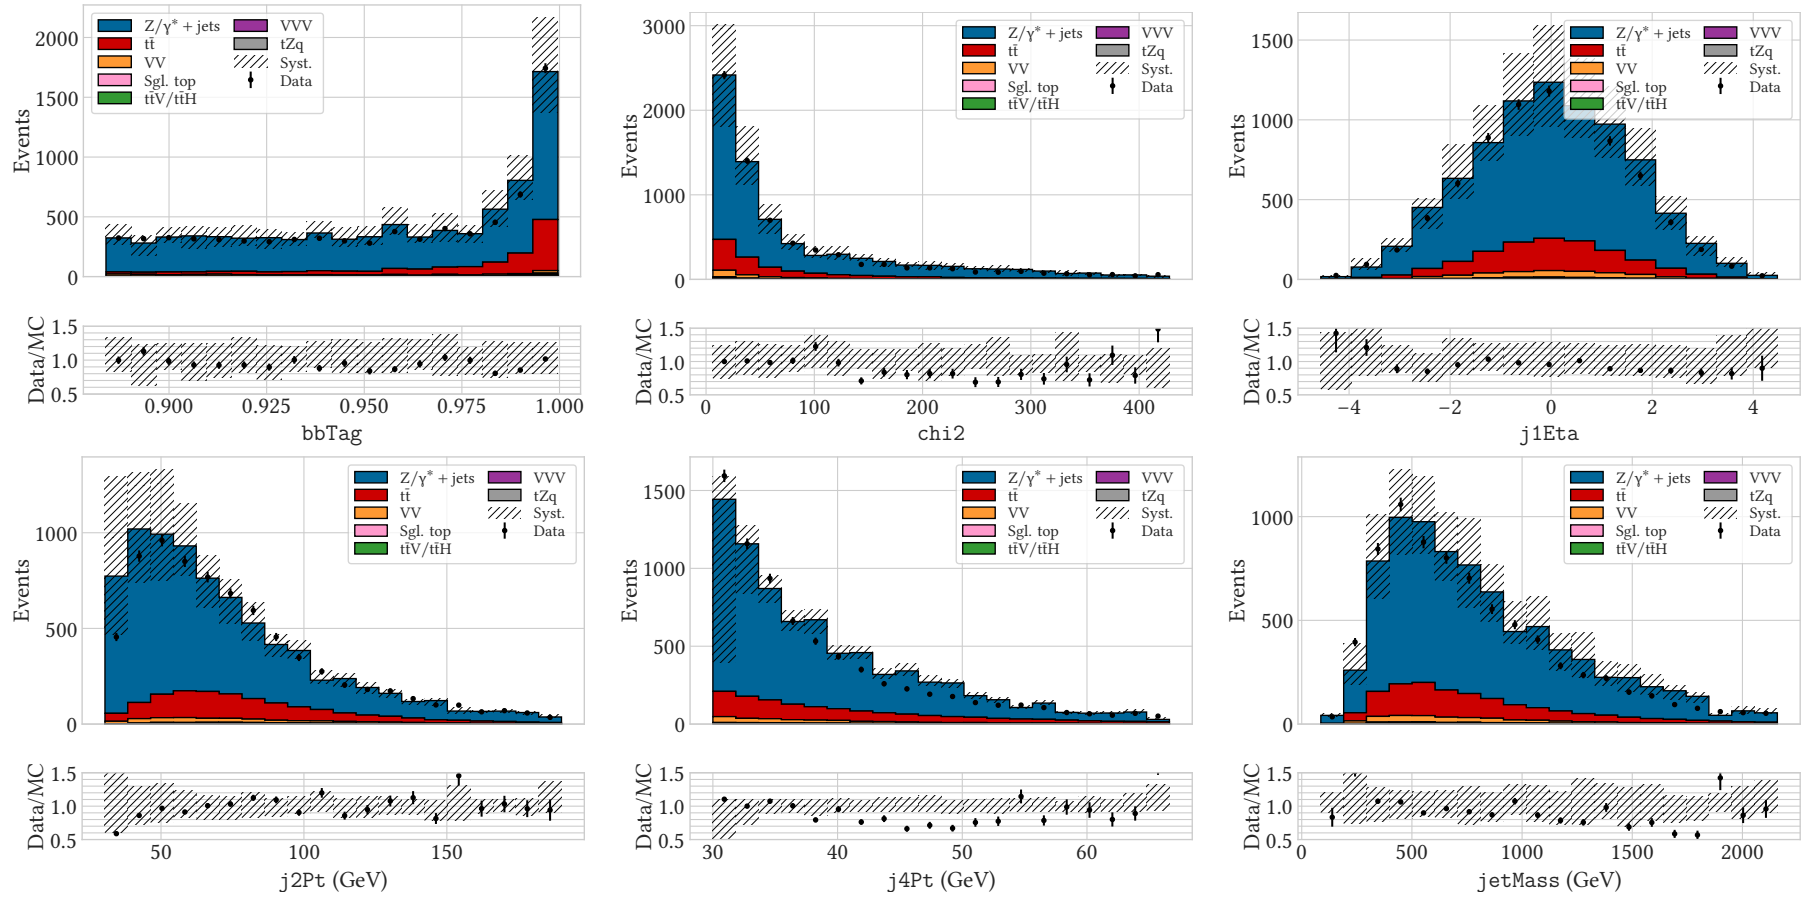 Events
2000
1500
1000
500
0
Z/γ* + jets
tt̄
VV
Sgl. top
tt̄V/tt̄H
VVV
tZq
Syst.
Data
Data/MC
1.5
1.0
0.5
0.900 0.925 0.950 0.975 1.000
bbTag
Events
3000
2000
1000
0
Z/γ* + jets
tt̄
VV
Sgl. top
tt̄V/tt̄H
VVV
tZq
Syst.
Data
Data/MC
1.5
1.0
0.5
0 100 200 300 400
chi2
Events
1500
1000
500
0
Z/γ* + jets
tt̄
VV
Sgl. top
tt̄V/tt̄H
VVV
tZq
Syst.
Data
Data/MC
1.5
1.0
0.5
−4 −2 0 2 4
j1Eta
Events
1000
500
0
Z/γ* + jets
tt̄
VV
Sgl. top
tt̄V/tt̄H
VVV
tZq
Syst.
Data
Data/MC
1.5
1.0
0.5
50 100 150
j2Pt (GeV)
Events
1500
1000
500
0
Z/γ* + jets
tt̄
VV
Sgl. top
tt̄V/tt̄H
VVV
tZq
Syst.
Data
Data/MC
1.5
1.0
0.5
30 40 50 60
j4Pt (GeV)
Events
1000
500
0
Z/γ* + jets
tt̄
VV
Sgl. top
tt̄V/tt̄H
VVV
tZq
Syst.
Data
Data/MC
1.5
1.0
0.5
0 500 1000 1500 2000
jetMass (GeV)